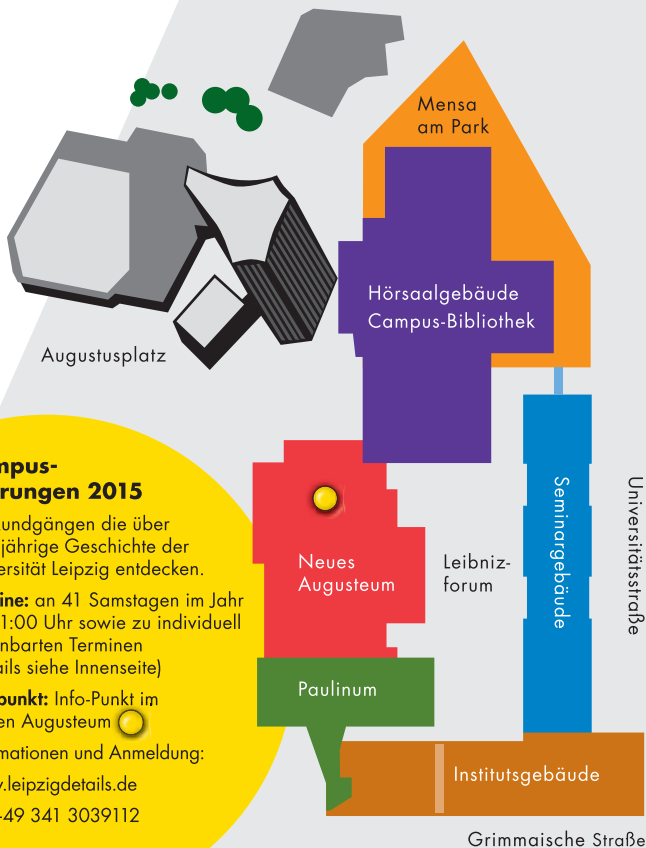 Mensa
am Park
Hörsaalgebäude
Campus-Bibliothek
Augustusplatz
Seminargebäude
Universitätsstraße
Neues
Augusteum
Leibniz-
forum
Paulinum
Institutsgebäude
Grimmaische Straße
mpus-
rungen 2015
undgängen die über
jährige Geschichte der
ersität Leipzig entdecken.
ine: an 41 Samstagen im Jahr
1:00 Uhr sowie zu individuell
nbarten Terminen
ails siehe Innenseite)
punkt: Info-Punkt im
en Augusteum
mationen und Anmeldung:
.leipzigdetails.de
-49 341 3039112